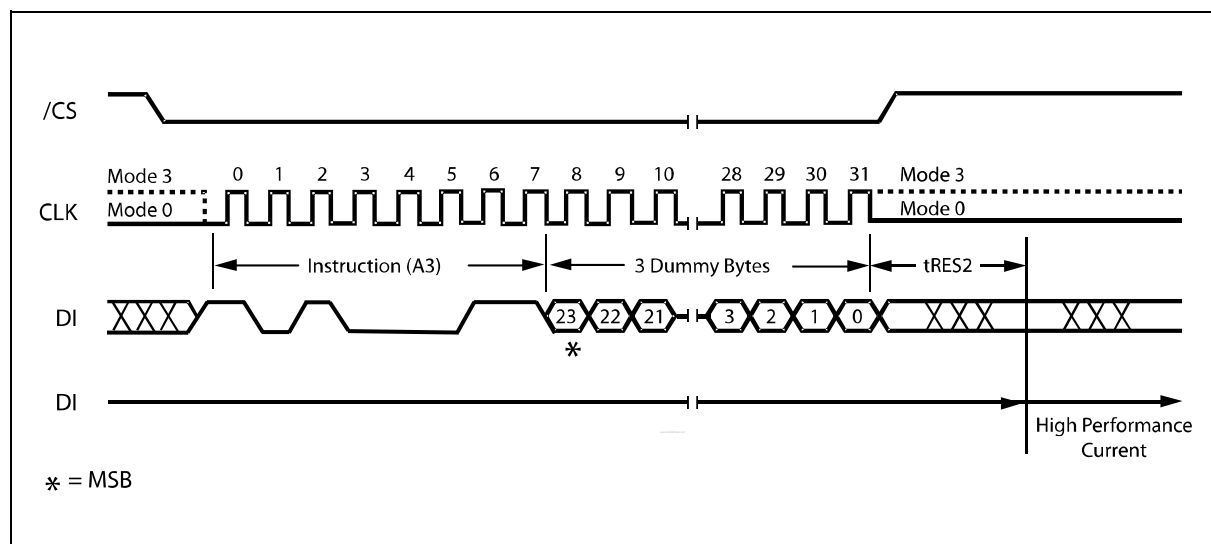 /CS
Mode 3 0 1 2 3 4 5 6 7 8 9 10 28 29 30 31 Mode 3
CLK Mode 0 Mode 0
Instruction (A3) 3 Dummy Bytes tRES2
DI 23 22 21 3 2 1 0
*
DI
High Performance
Current
* = MSB